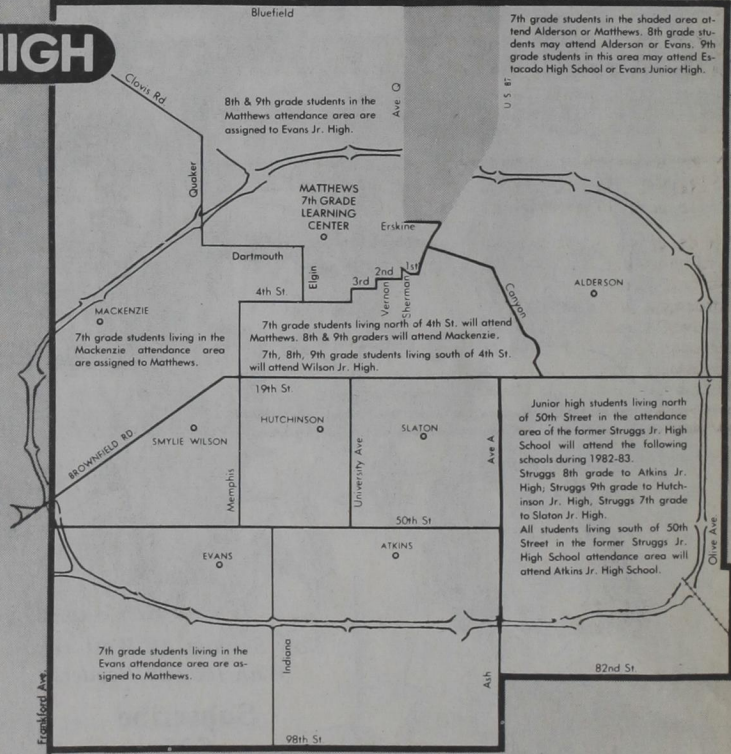 Bluefield
7th grade students in the shaded area at-
tend Alderson or Matthews. 8th grade stu-
dents may attend Alderson or Evans. 9th
grade students in this area may attend Es-
tacado High School or Evans Junior High.
HIGH
Clovis Rd
Ave. Q
U S 87
8th & 9th grade students in the
Matthews attendance area are
assigned to Evans Jr. High.
Quaker
MATTHEWS
7th GRADE
LEARNING
CENTER
Erskine
Dartmouth
Elgin
1st
2nd
3rd
Vernon
Sherman
4th St.
Canyon
ALDERSON
MACKENZIE
7th grade students living in the
Mackenzie attendance area
are assigned to Matthews.
7th grade students living north of 4th St. will attend
Matthews. 8th & 9th graders will attend Mackenzie.
7th, 8th, 9th grade students living south of 4th St.
will attend Wilson Jr. High.
19th St.
BROWNFIELD RD.
SMYLIE WILSON
Memphis
HUTCHINSON
University Ave
SLATON
Ave A
Junior high students living north
of 50th Street in the attendance
area of the former Struggs Jr. High
School will attend the following
schools during 1982-83.
Struggs 8th grade to Atkins Jr.
High; Struggs 9th grade to Hutch-
inson Jr. High, Struggs 7th grade
to Slaton Jr. High.
All students living south of 50th
Street in the former Struggs Jr.
High School attendance area will
attend Atkins Jr. High School.
Olive Ave.
50th St
EVANS
ATKINS
7th grade students living in the
Evans attendance area are as-
signed to Matthews.
Frankford Ave.
Indiana
Ash
82nd St.
98th St.